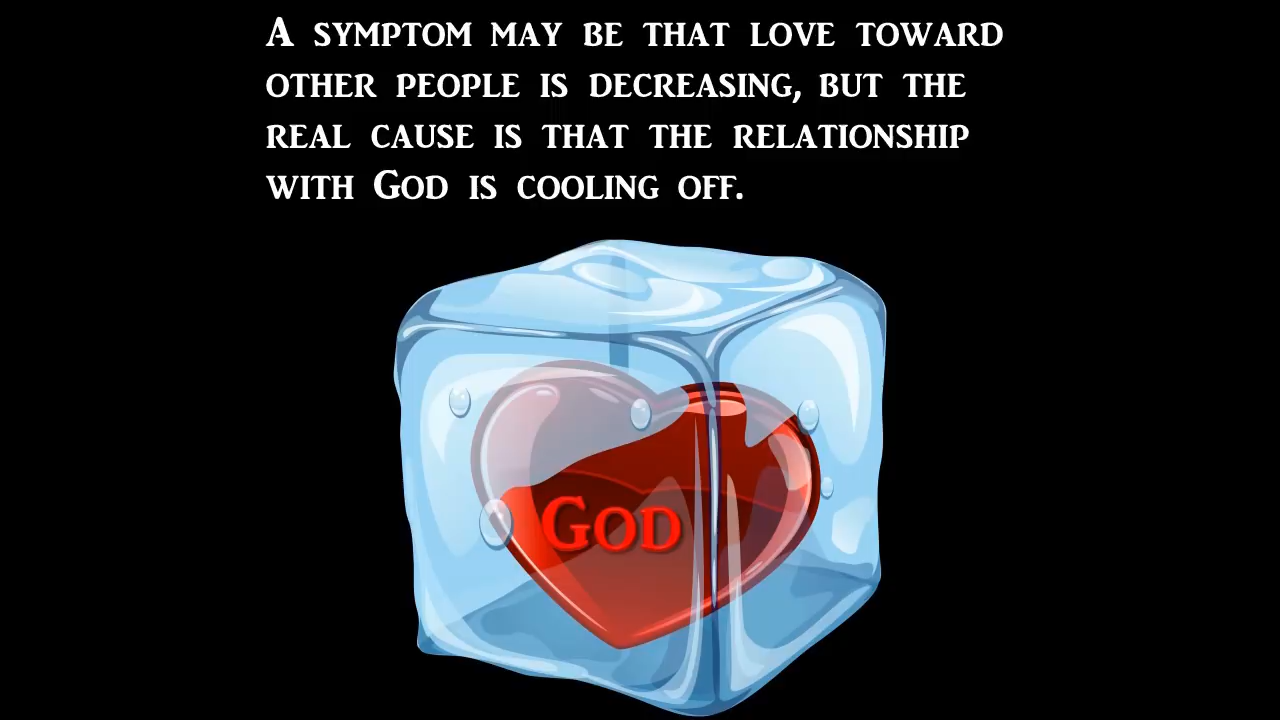 A symptom may be that love toward
other people is decreasing, but the
real cause is that the relationship
with God is cooling off.
God